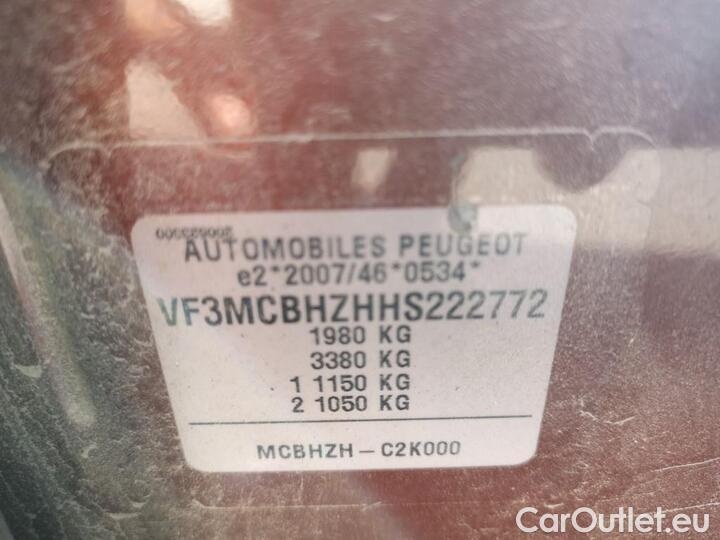 AUTOMOBILES PEUGEOT
e2*2007/46*0534*
VF3MCBHZHHS222772
1980 KG
3380 KG
1 1150 KG
2 1050 KG
MCBHZH – C2K000
CarOutlet.eu